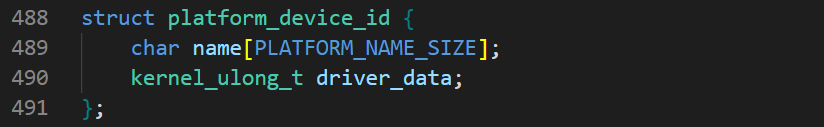 488 struct platform_device_id {
489     char name[PLATFORM_NAME_SIZE];
490     kernel_ulong_t driver_data;
491 };